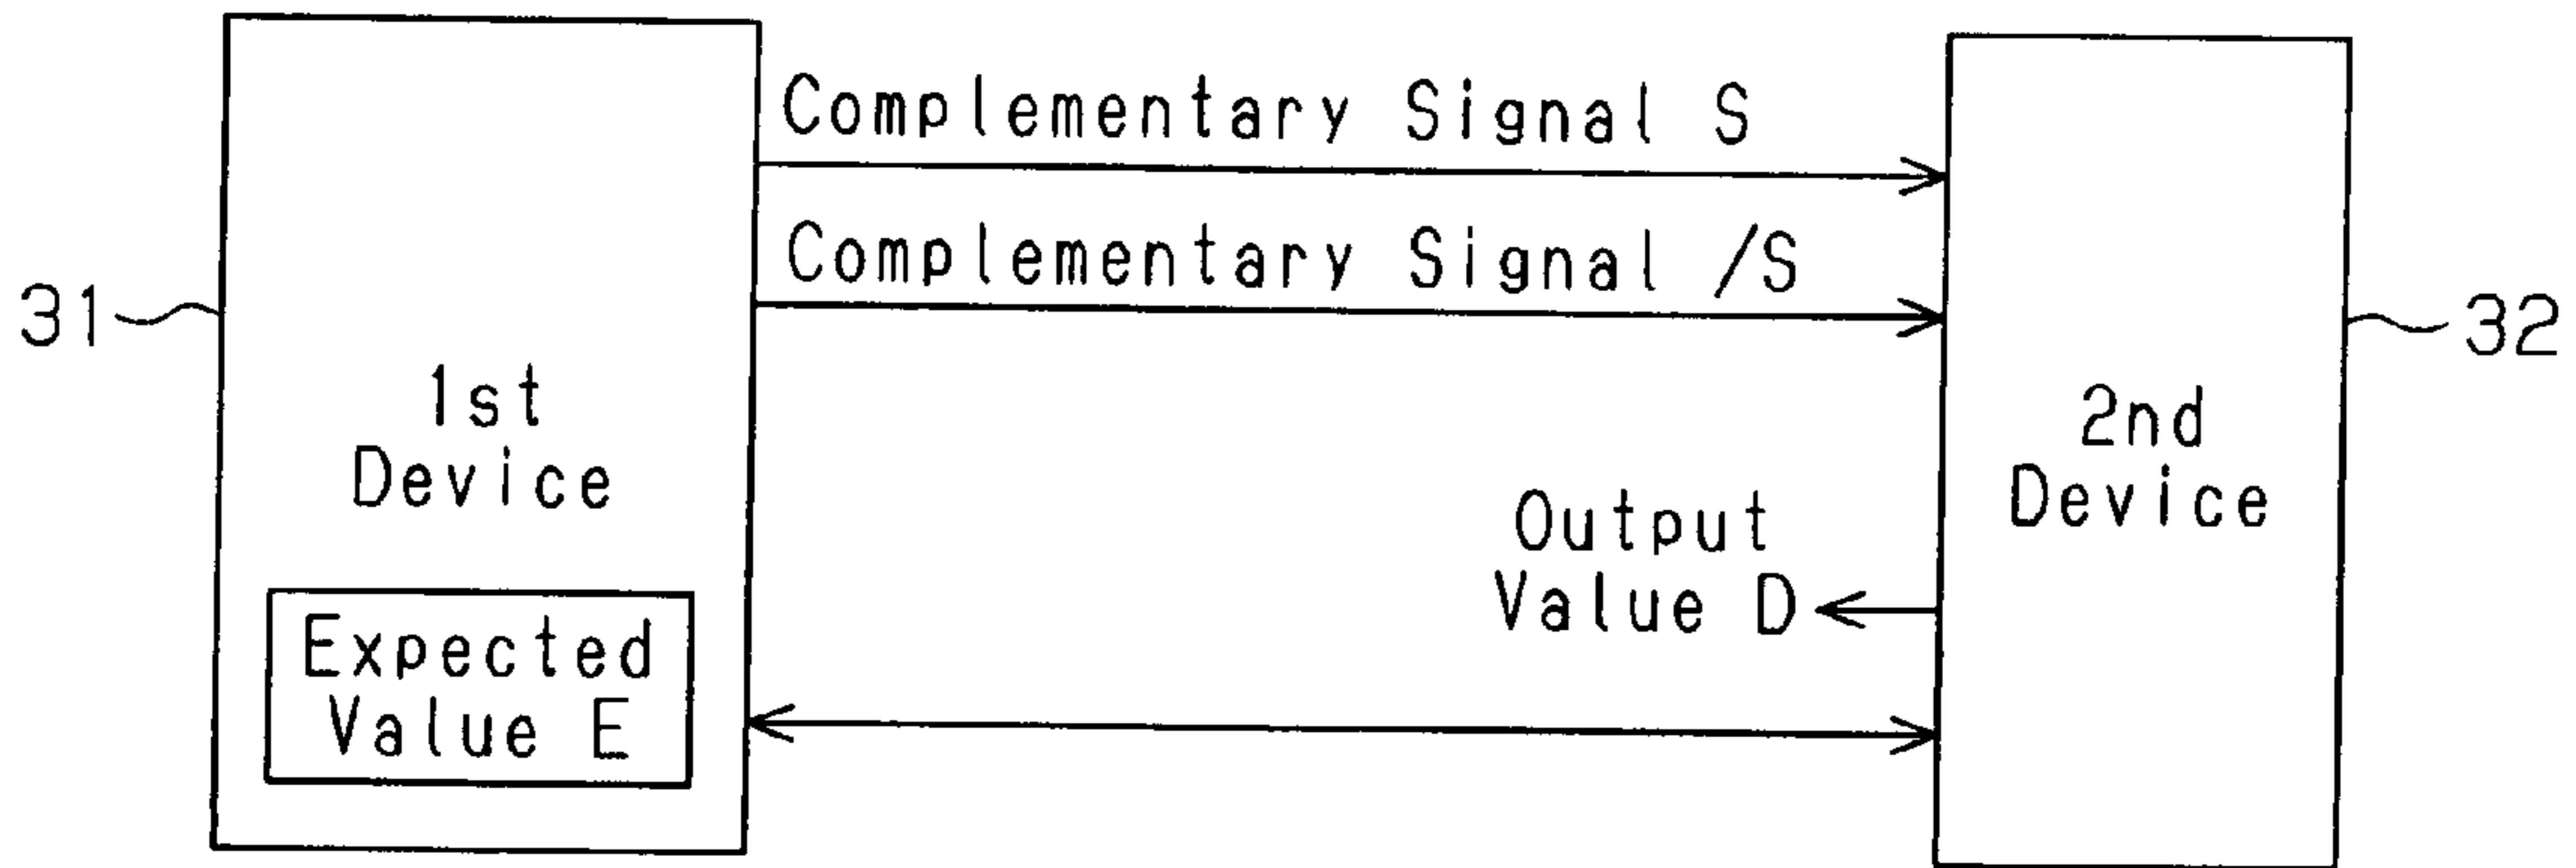 Complementary Signal S
Complementary Signal /S
31
32
1st
Device
2nd
Device
Output
Value D
Expected
Value E